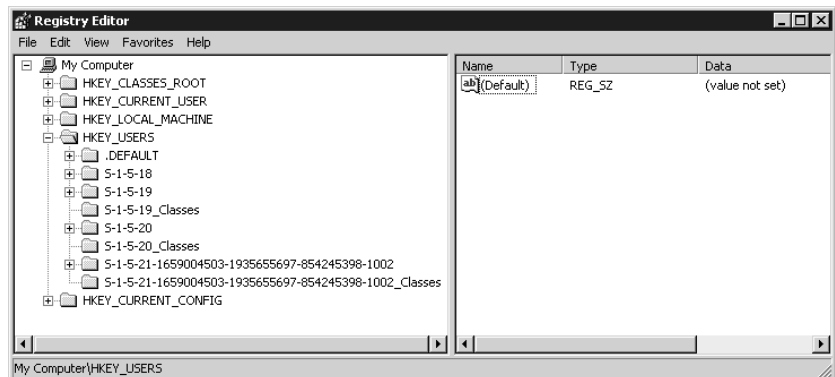 Registry Editor
File Edit View Favorites Help
My Computer
HKEY_CLASSES_ROOT
HKEY_CURRENT_USER
HKEY_LOCAL_MACHINE
HKEY_USERS
.DEFAULT
S-1-5-18
S-1-5-19
S-1-5-19_Classes
S-1-5-20
S-1-5-20_Classes
S-1-5-21-1659004503-1935655697-854245398-1002
S-1-5-21-1659004503-1935655697-854245398-1002_Classes
HKEY_CURRENT_CONFIG
Name Type Data
ab (Default) REG_SZ (value not set)
My Computer\HKEY_USERS